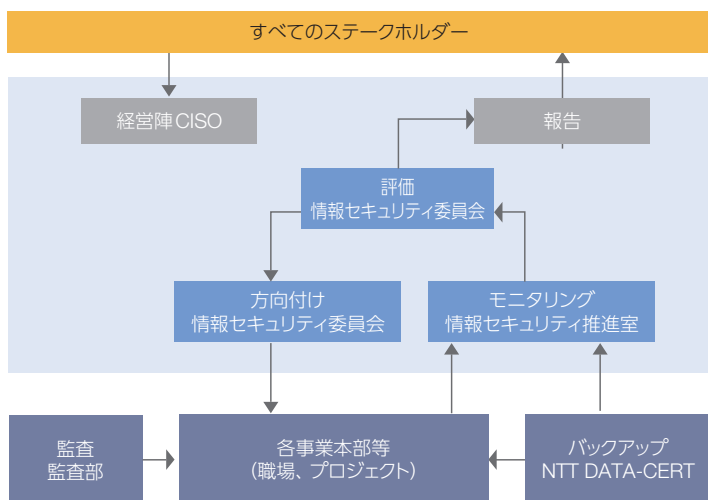 すべてのステークホルダー
経営陣CISO
報告
評価
情報セキュリティ委員会
方向付け
情報セキュリティ委員会
モニタリング
情報セキュリティ推進室
監査
監査部
各事業本部等
(職場、プロジェクト)
バックアップ
NTT DATA-CERT